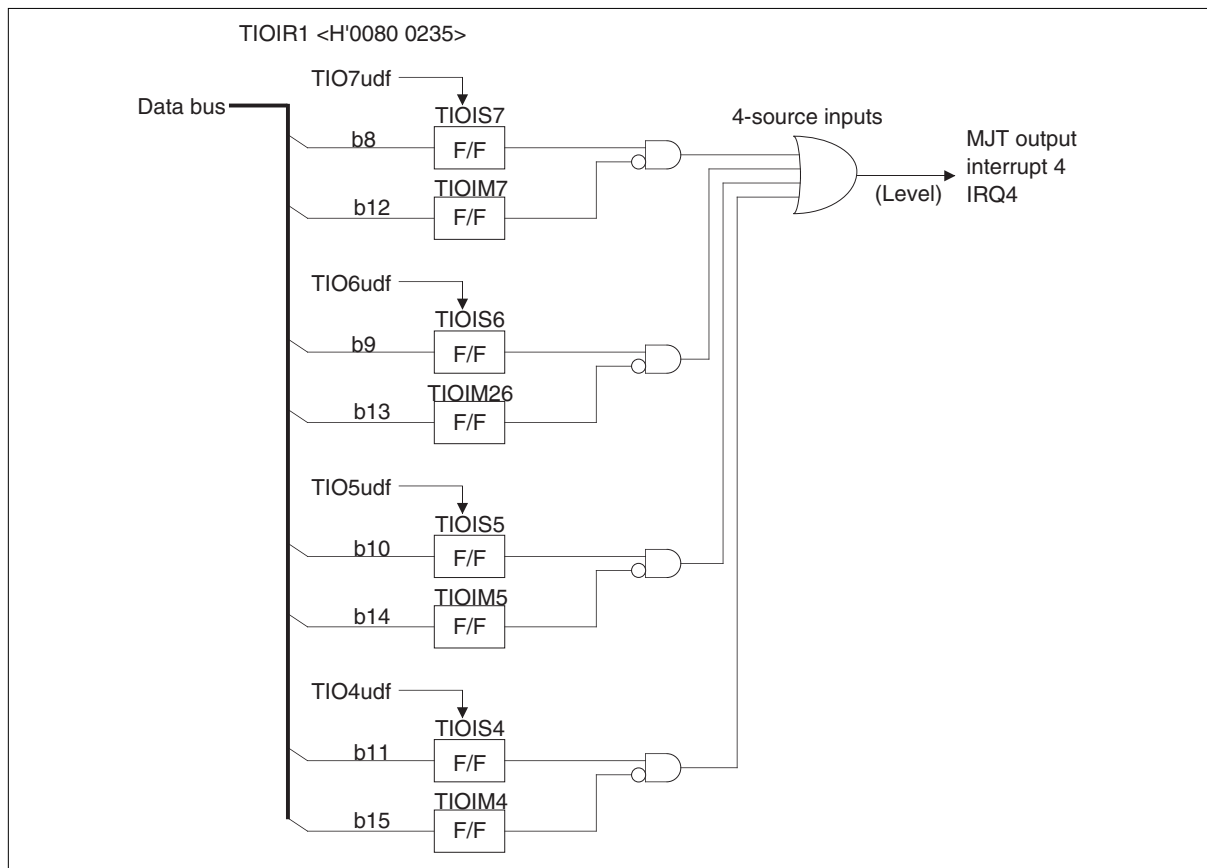 TIOIR1 <H'0080 0235>
TIO7udf
Data bus
TIOIS7
4-source inputs
b8
F/F
MJT output
interrupt 4
IRQ4
(Level)
TIOIM7
b12
F/F
TIO6udf
TIOIS6
b9
F/F
TIOIM26
b13
F/F
TIO5udf
TIOIS5
b10
F/F
TIOIM5
b14
F/F
TIO4udf
TIOIS4
b11
F/F
TIOIM4
b15
F/F